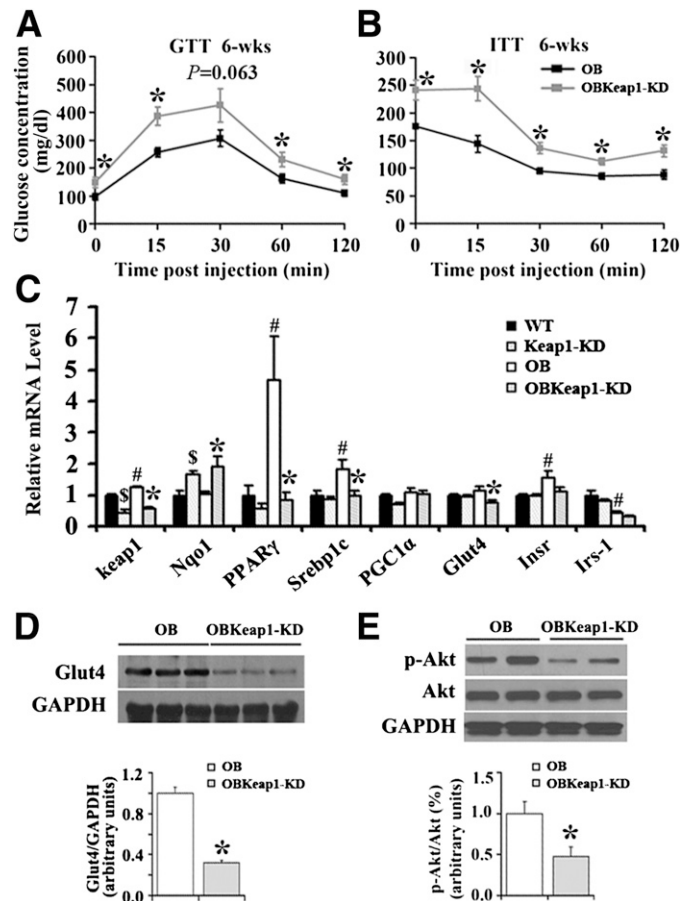 A
GTT 6-wks
P=0.063
Glucose concentration
(mg/dl)
600
500
400
300
200
100
0
* * * *
0 15 30 60 120
Time post injection (min)
B
ITT 6-wks
OB
OBKeap1-KD
300
250
200
150
100
50
0
* * * * *
0 15 30 60 120
Time post injection (min)
C
Relative mRNA Level
7
6
5
4
3
2
1
0
WT
Keap1-KD
OB
OBKeap1-KD
$ # * $ * # * # * * # #
keap1 Nqo1 PPARγ Srebp1c PGC1α Glut4 Insr Irs-1
D
OB OBKeap1-KD
Glut4
GAPDH
Glut4/GAPDH
(arbitrary units)
1.2
0.8
0.4
0.0
OB
OBKeap1-KD
*
E
OB OBKeap1-KD
p-Akt
Akt
GAPDH
p-Akt/Akt (%)
(arbitrary units)
1.5
1.0
0.5
0.0
OB
OBKeap1-KD
*